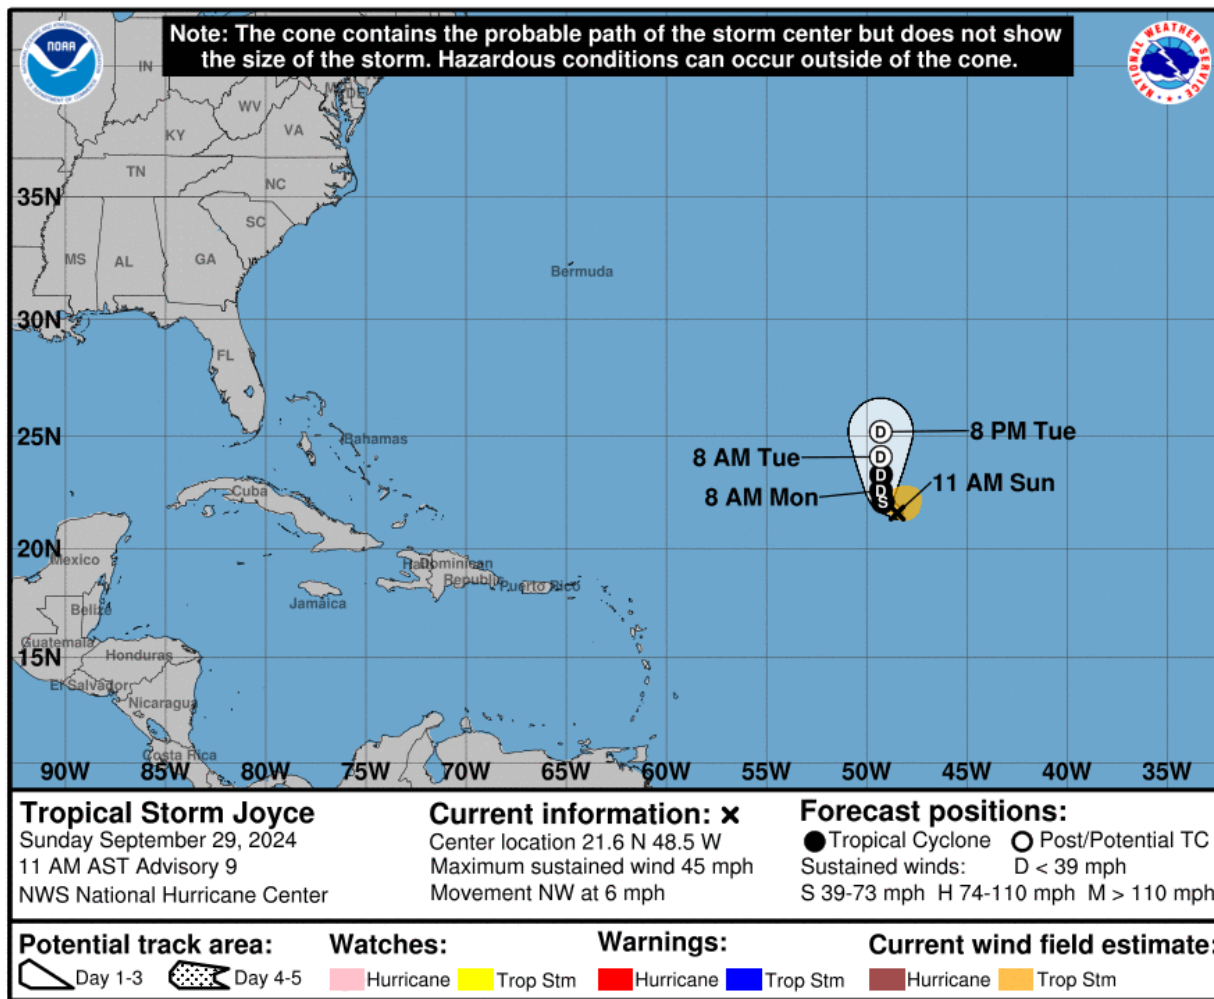 Note: The cone contains the probable path of the storm center but does not show
the size of the storm. Hazardous conditions can occur outside of the cone.
NOAA
NATIONAL WEATHER SERVICE
IN
WV
KY
VA
DE
TN
NC
35N
SC
MS
AL
GA
Bermuda
30N
FL
25N
Bahamas
8 PM Tue
8 AM Tue
Cuba
8 AM Mon
11 AM Sun
D
D
D
D
S
20N
Mexico
Haiti
Dominican
Republic
Puerto Rico
Jamaica
Belize
Guatemala
15N
Honduras
El Salvador
Nicaragua
Costa Rica
90W 85W 80W 75W 70W 65W 60W 55W 50W 45W 40W 35W
Tropical Storm Joyce
Sunday September 29, 2024
11 AM AST Advisory 9
NWS National Hurricane Center
Current information: x
Center location 21.6 N 48.5 W
Maximum sustained wind 45 mph
Movement NW at 6 mph
Forecast positions:
Tropical Cyclone Post/Potential TC
Sustained winds: D < 39 mph
S 39-73 mph H 74-110 mph M > 110 mph
Potential track area:
Day 1-3 Day 4-5
Watches:
Hurricane Trop Stm
Warnings:
Hurricane Trop Stm
Current wind field estimate:
Hurricane Trop Stm